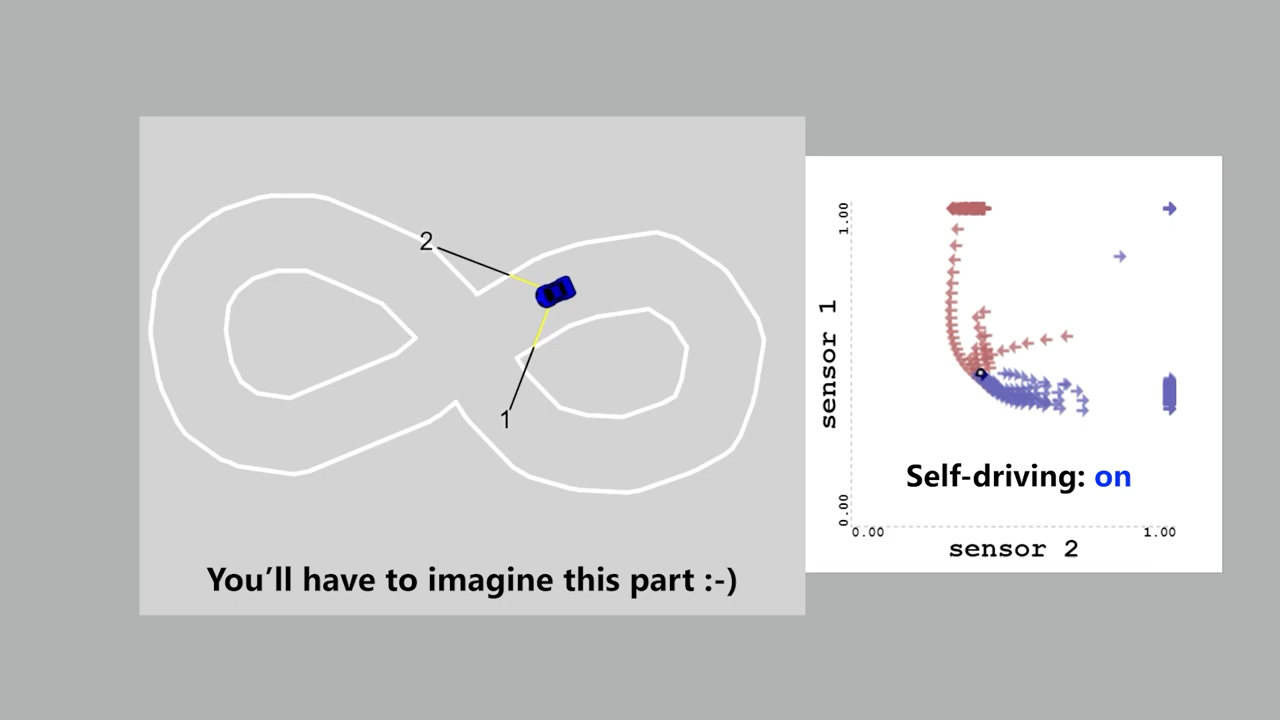 2
1
You'll have to imagine this part :-)
1.00
sensor 1
0.00
Self-driving: on
0.00
1.00
sensor 2